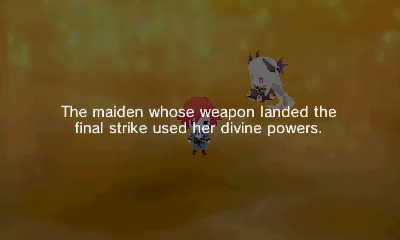 The maiden whose weapon landed the
final strike used her divine powers.